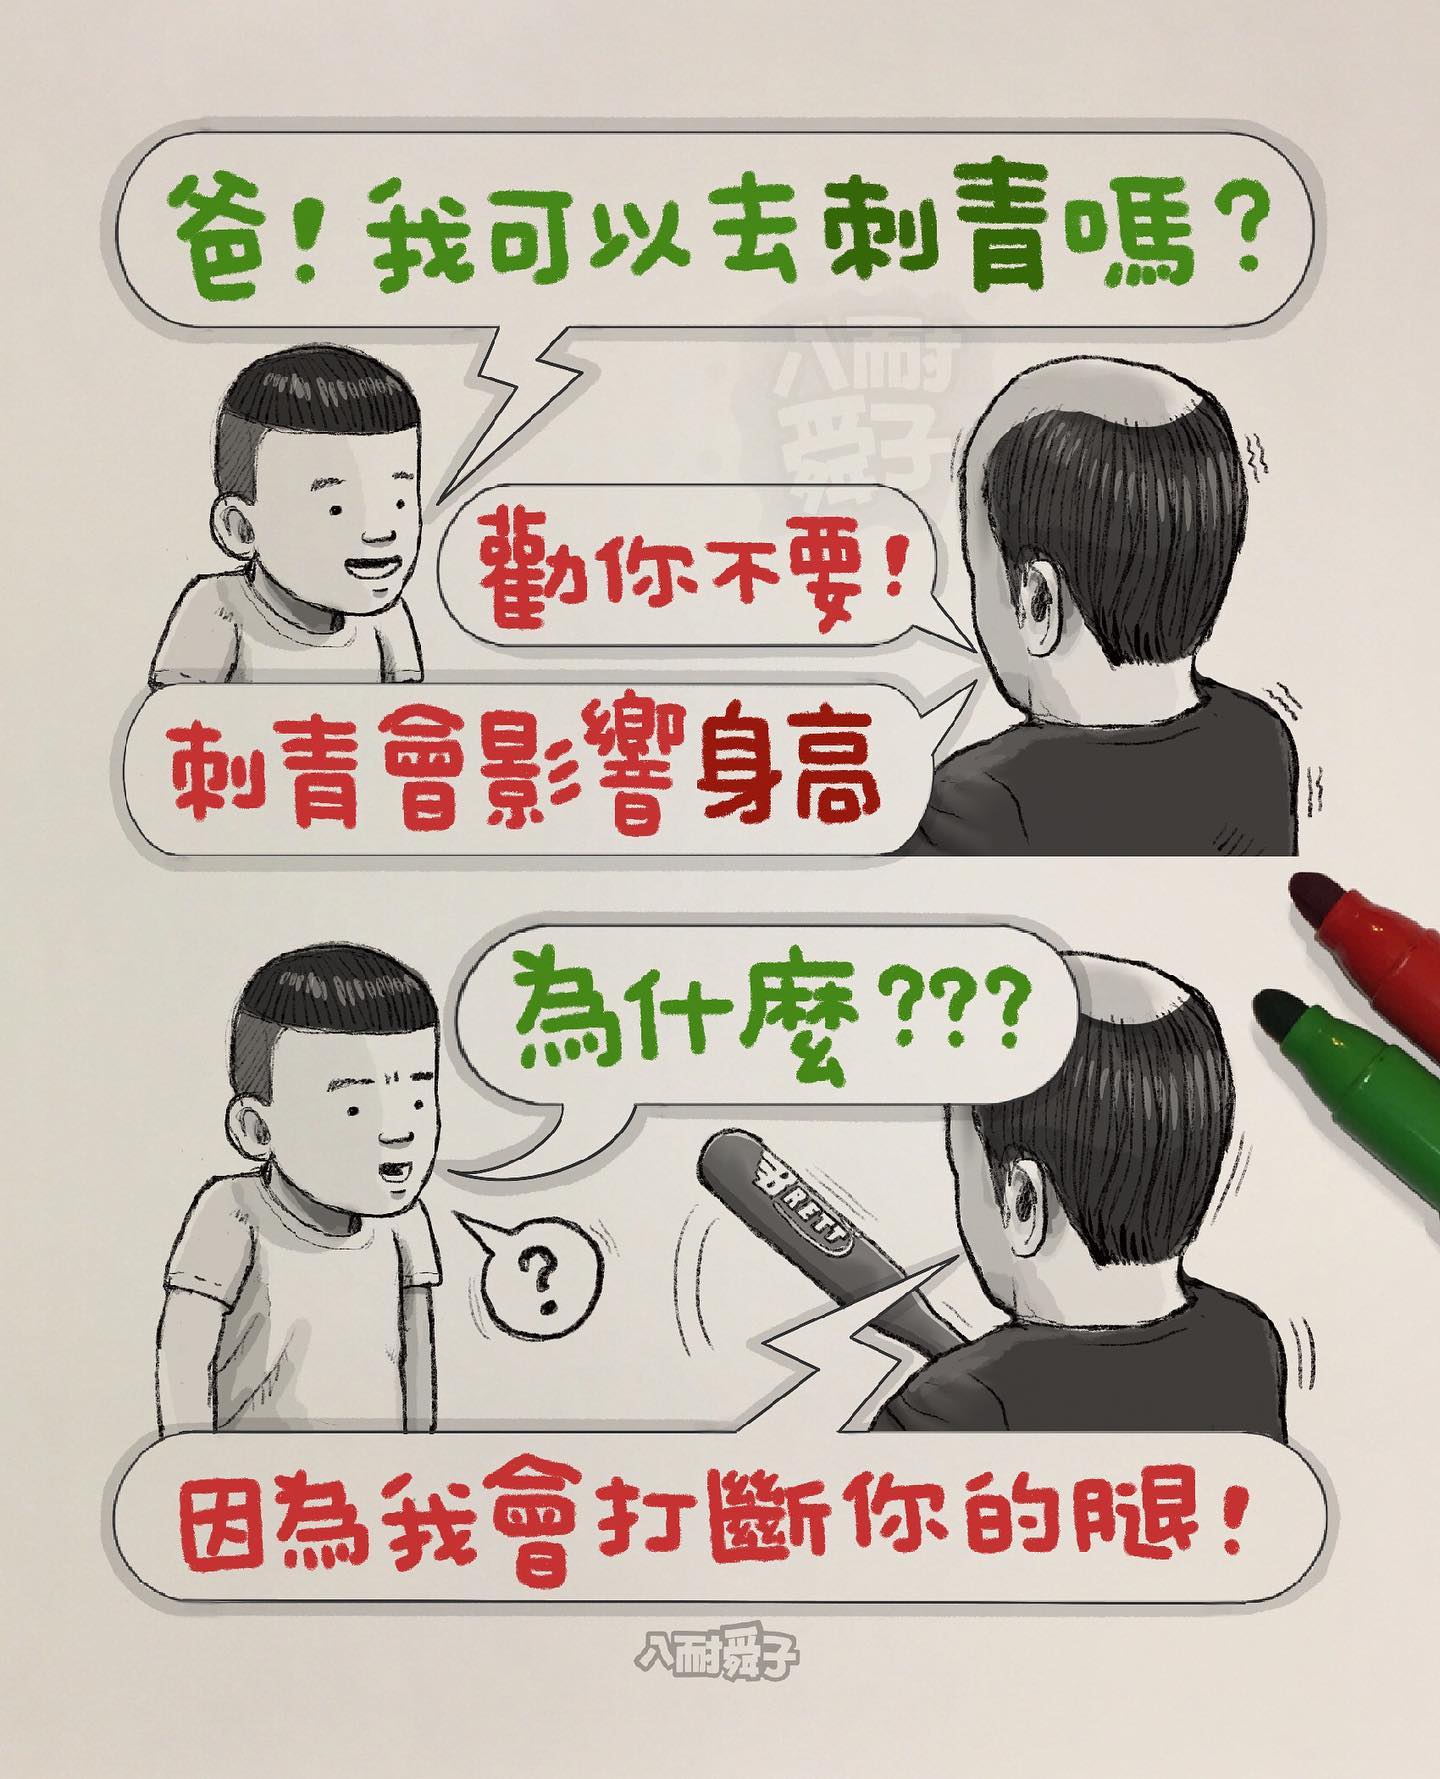 爸！我可以去刺青嗎？
八耐
舜子
勸你不要！
刺青會影響身高
為什麼？？？
?
BRETT
因為我會打斷你的腿！
八耐舜子